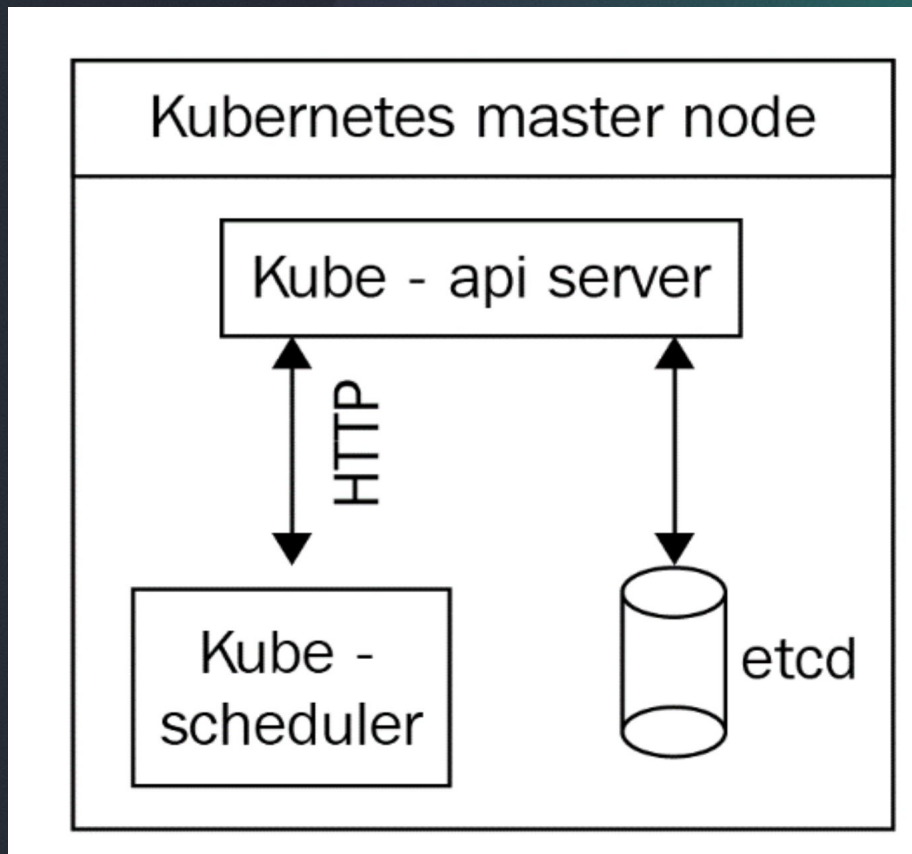 Kubernetes master node
Kube - api server
HTTP
Kube -
scheduler
etcd